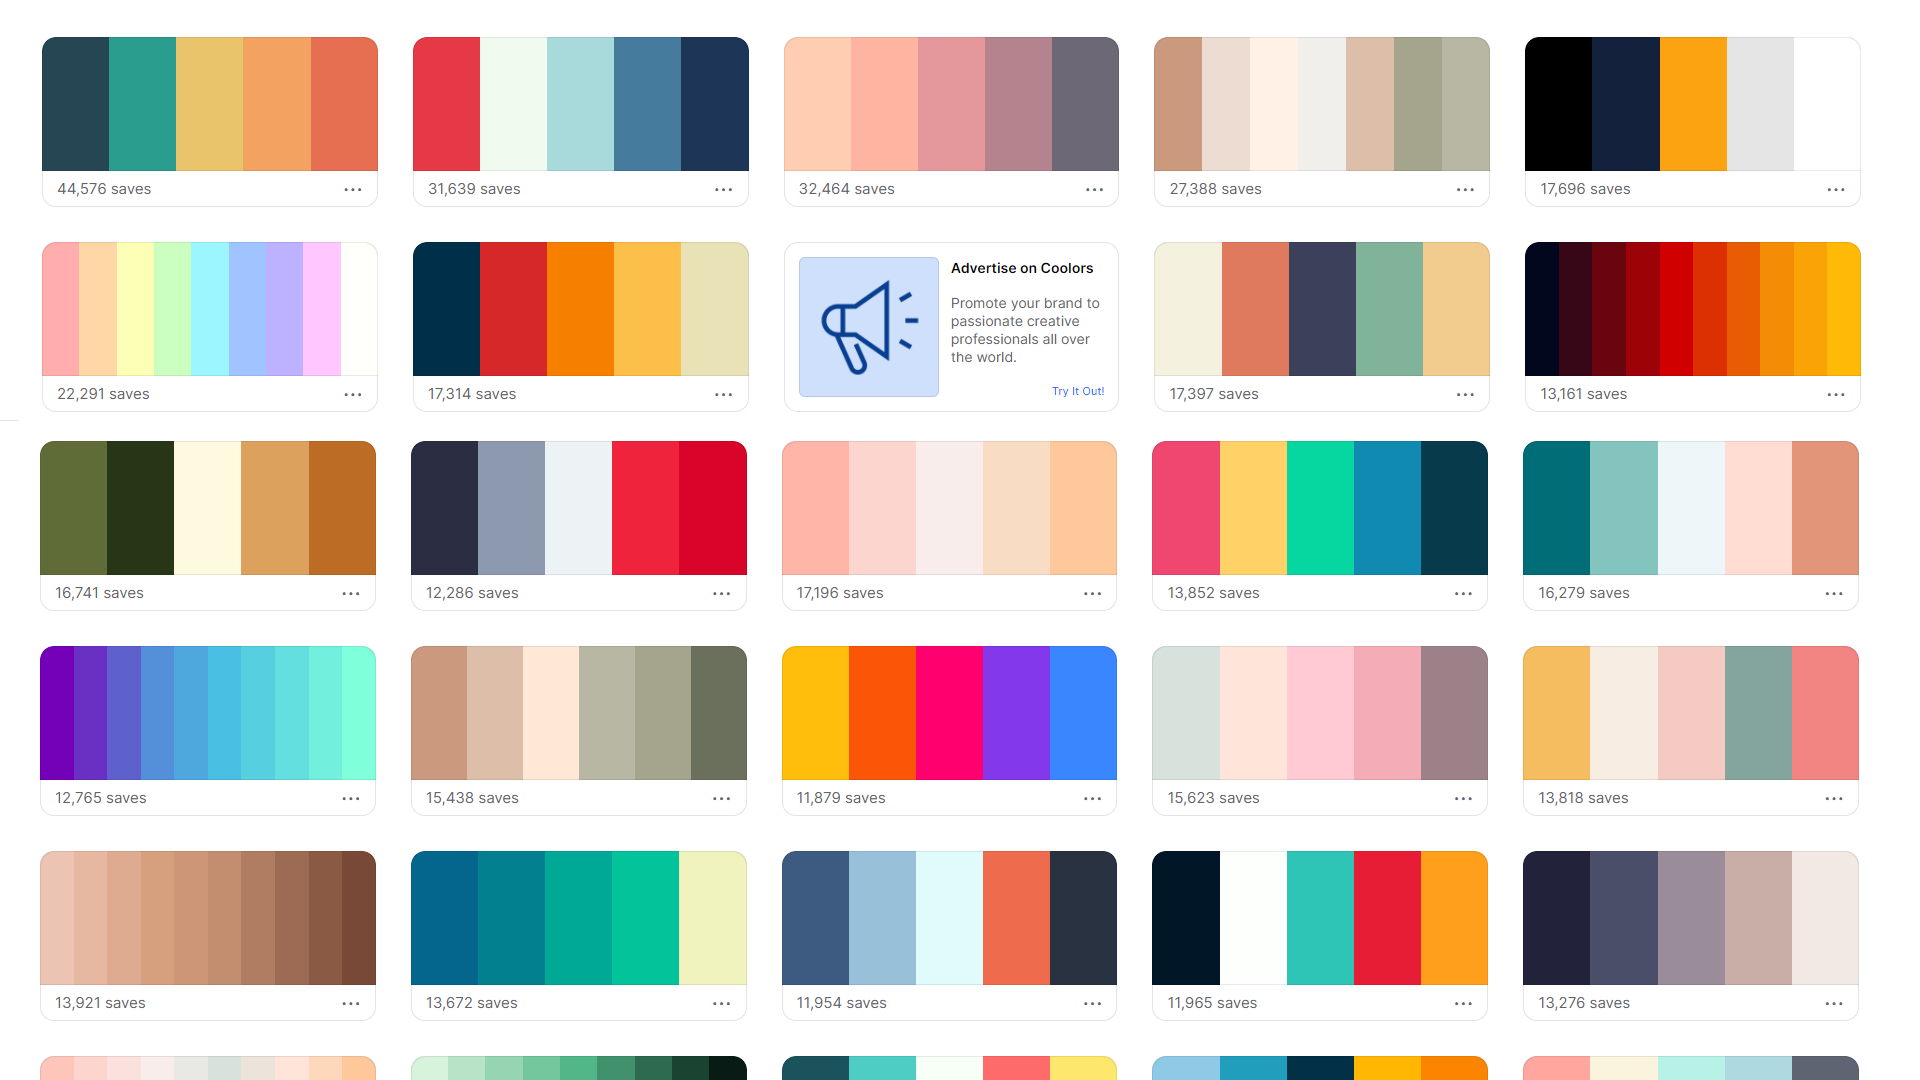 44,576 saves
31,639 saves
32,464 saves
27,388 saves
17,696 saves
22,291 saves
17,314 saves
Advertise on Coolors
Promote your brand to
passionate creative
professionals all over
the world.
Try It Out!
17,397 saves
13,161 saves
16,741 saves
12,286 saves
17,196 saves
13,852 saves
16,279 saves
12,765 saves
15,438 saves
11,879 saves
15,623 saves
13,818 saves
13,921 saves
13,672 saves
11,954 saves
11,965 saves
13,276 saves